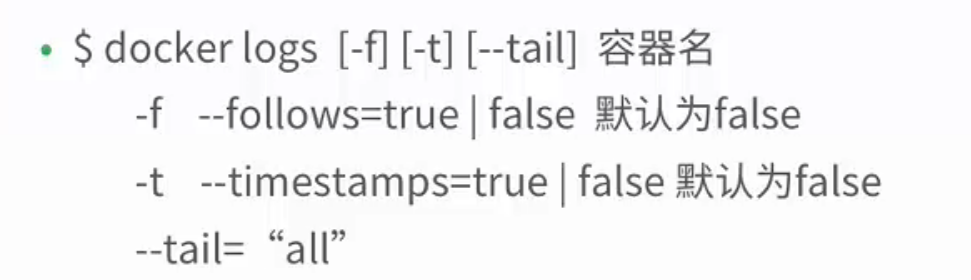 • $ docker logs [-f] [-t] [--tail] 容器名
-f --follows=true | false 默认为false
-t --timestamps=true | false 默认为false
--tail= “all”